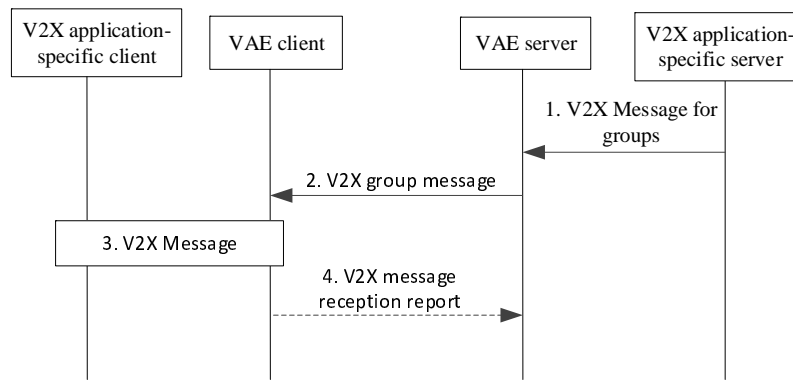 V2X application-
specific client
VAE client
VAE server
V2X application-
specific server
1. V2X Message for
groups
2. V2X group message
3. V2X Message
4. V2X message
reception report